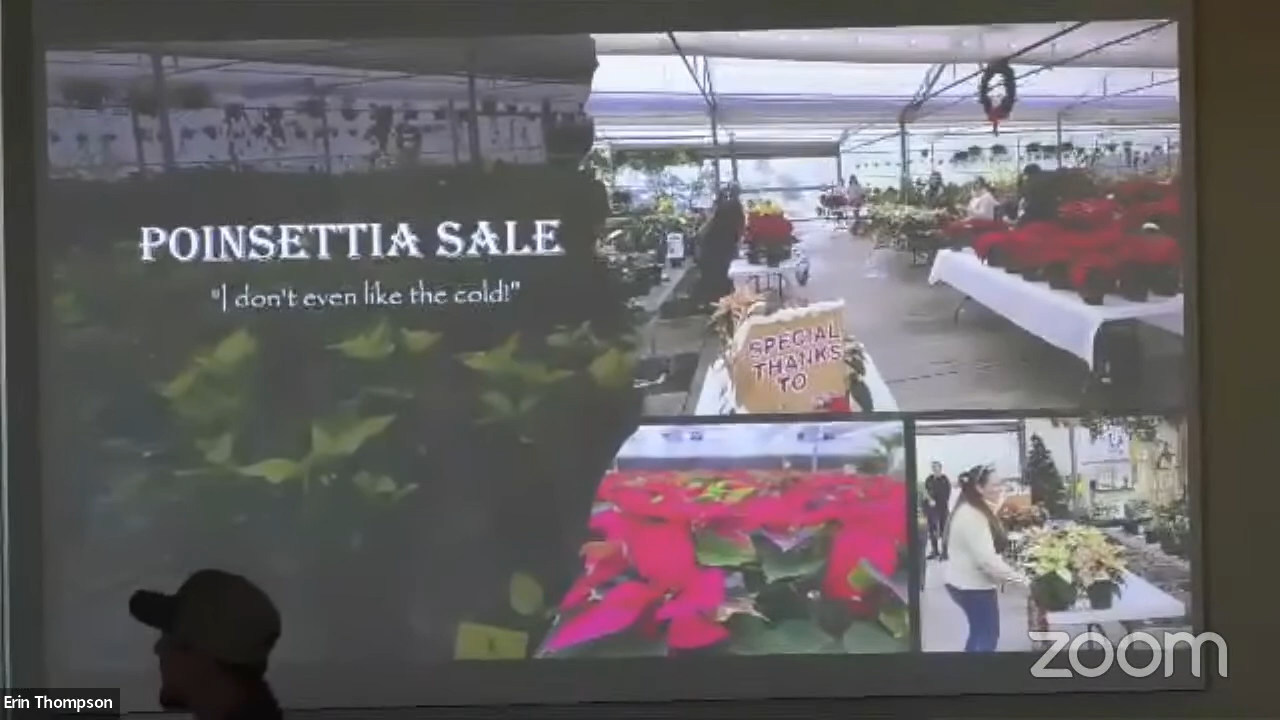 POINSETTIA SALE
"I don't even like the cold!"
SPECIAL
THANKS
TO
zoom
Erin Thompson